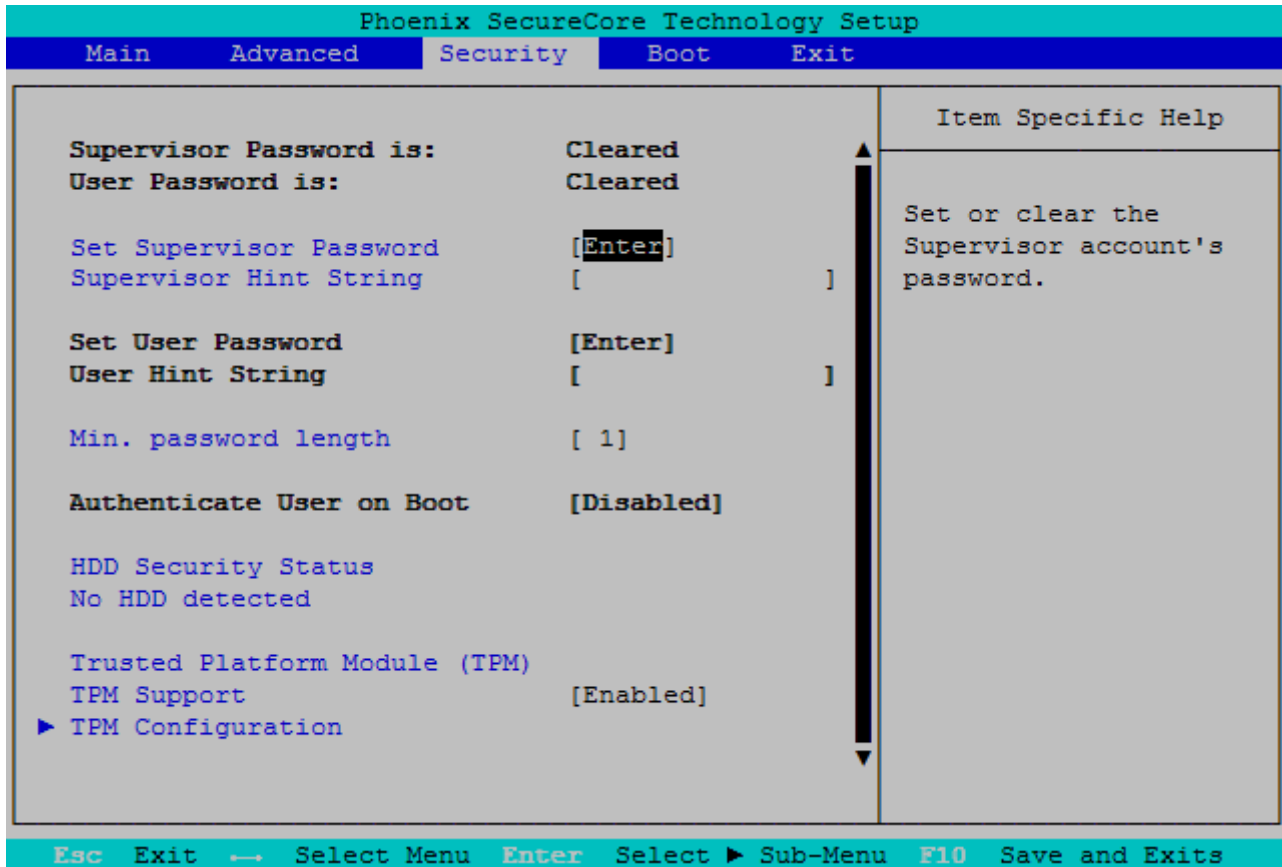 Phoenix SecureCore Technology Setup
Main Advanced Security Boot Exit
Item Specific Help
Supervisor Password is: Cleared
User Password is: Cleared
Set Supervisor Password [Enter]
Supervisor Hint String [ ]
Set User Password [Enter]
User Hint String [ ]
Min. password length [ 1]
Authenticate User on Boot [Disabled]
HDD Security Status
No HDD detected
Trusted Platform Module (TPM)
TPM Support [Enabled]
► TPM Configuration
Set or clear the
Supervisor account's
password.
Esc Exit ↔ Select Menu Enter Select ► Sub-Menu F10 Save and Exits